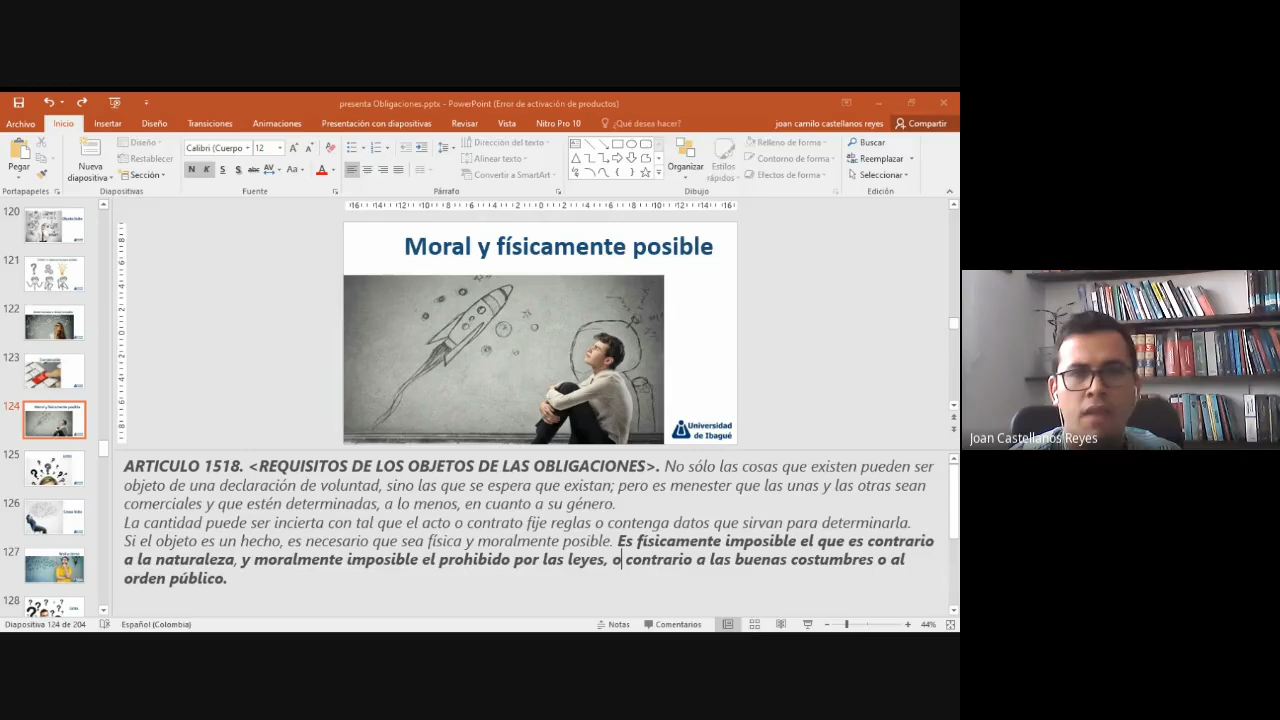 presenta Obligaciones.pptx - PowerPoint (Error de activación de productos)
Archivo Inicio Insertar Diseño Transiciones Animaciones Presentación con diapositivas Revisar Vista Nitro Pro 10 ¿Qué desea hacer? joan camilo castellanos reyes Compartir
Pegar
Nueva diapositiva
Diseño
Restablecer
Sección
Calibri (Cuerpo 12
N K S abc AV Aa A
Dirección del texto
Alinear texto
Convertir a SmartArt
Organizar
Estilos rápidos
Relleno de forma
Contorno de forma
Efectos de forma
Buscar
Reemplazar
Seleccionar
Portapapeles Diapositivas Fuente Párrafo Dibujo Edición
120
121
122
123
124
125
126
127
128
Moral y físicamente posible
Universidad
de Ibagué
ARTICULO 1518. <REQUISITOS DE LOS OBJETOS DE LAS OBLIGACIONES>. No sólo las cosas que existen pueden ser
objeto de una declaración de voluntad, sino las que se espera que existan; pero es menester que las unas y las otras sean
comerciales y que estén determinadas, a lo menos, en cuanto a su género.
La cantidad puede ser incierta con tal que el acto o contrato fije reglas o contenga datos que sirvan para determinarla.
Si el objeto es un hecho, es necesario que sea física y moralmente posible. Es físicamente imposible el que es contrario
a la naturaleza, y moralmente imposible el prohibido por las leyes, o contrario a las buenas costumbres o al
orden público.
Diapositiva 124 de 204 Español (Colombia) Notas Comentarios 44%
Joan Castellanos Reyes